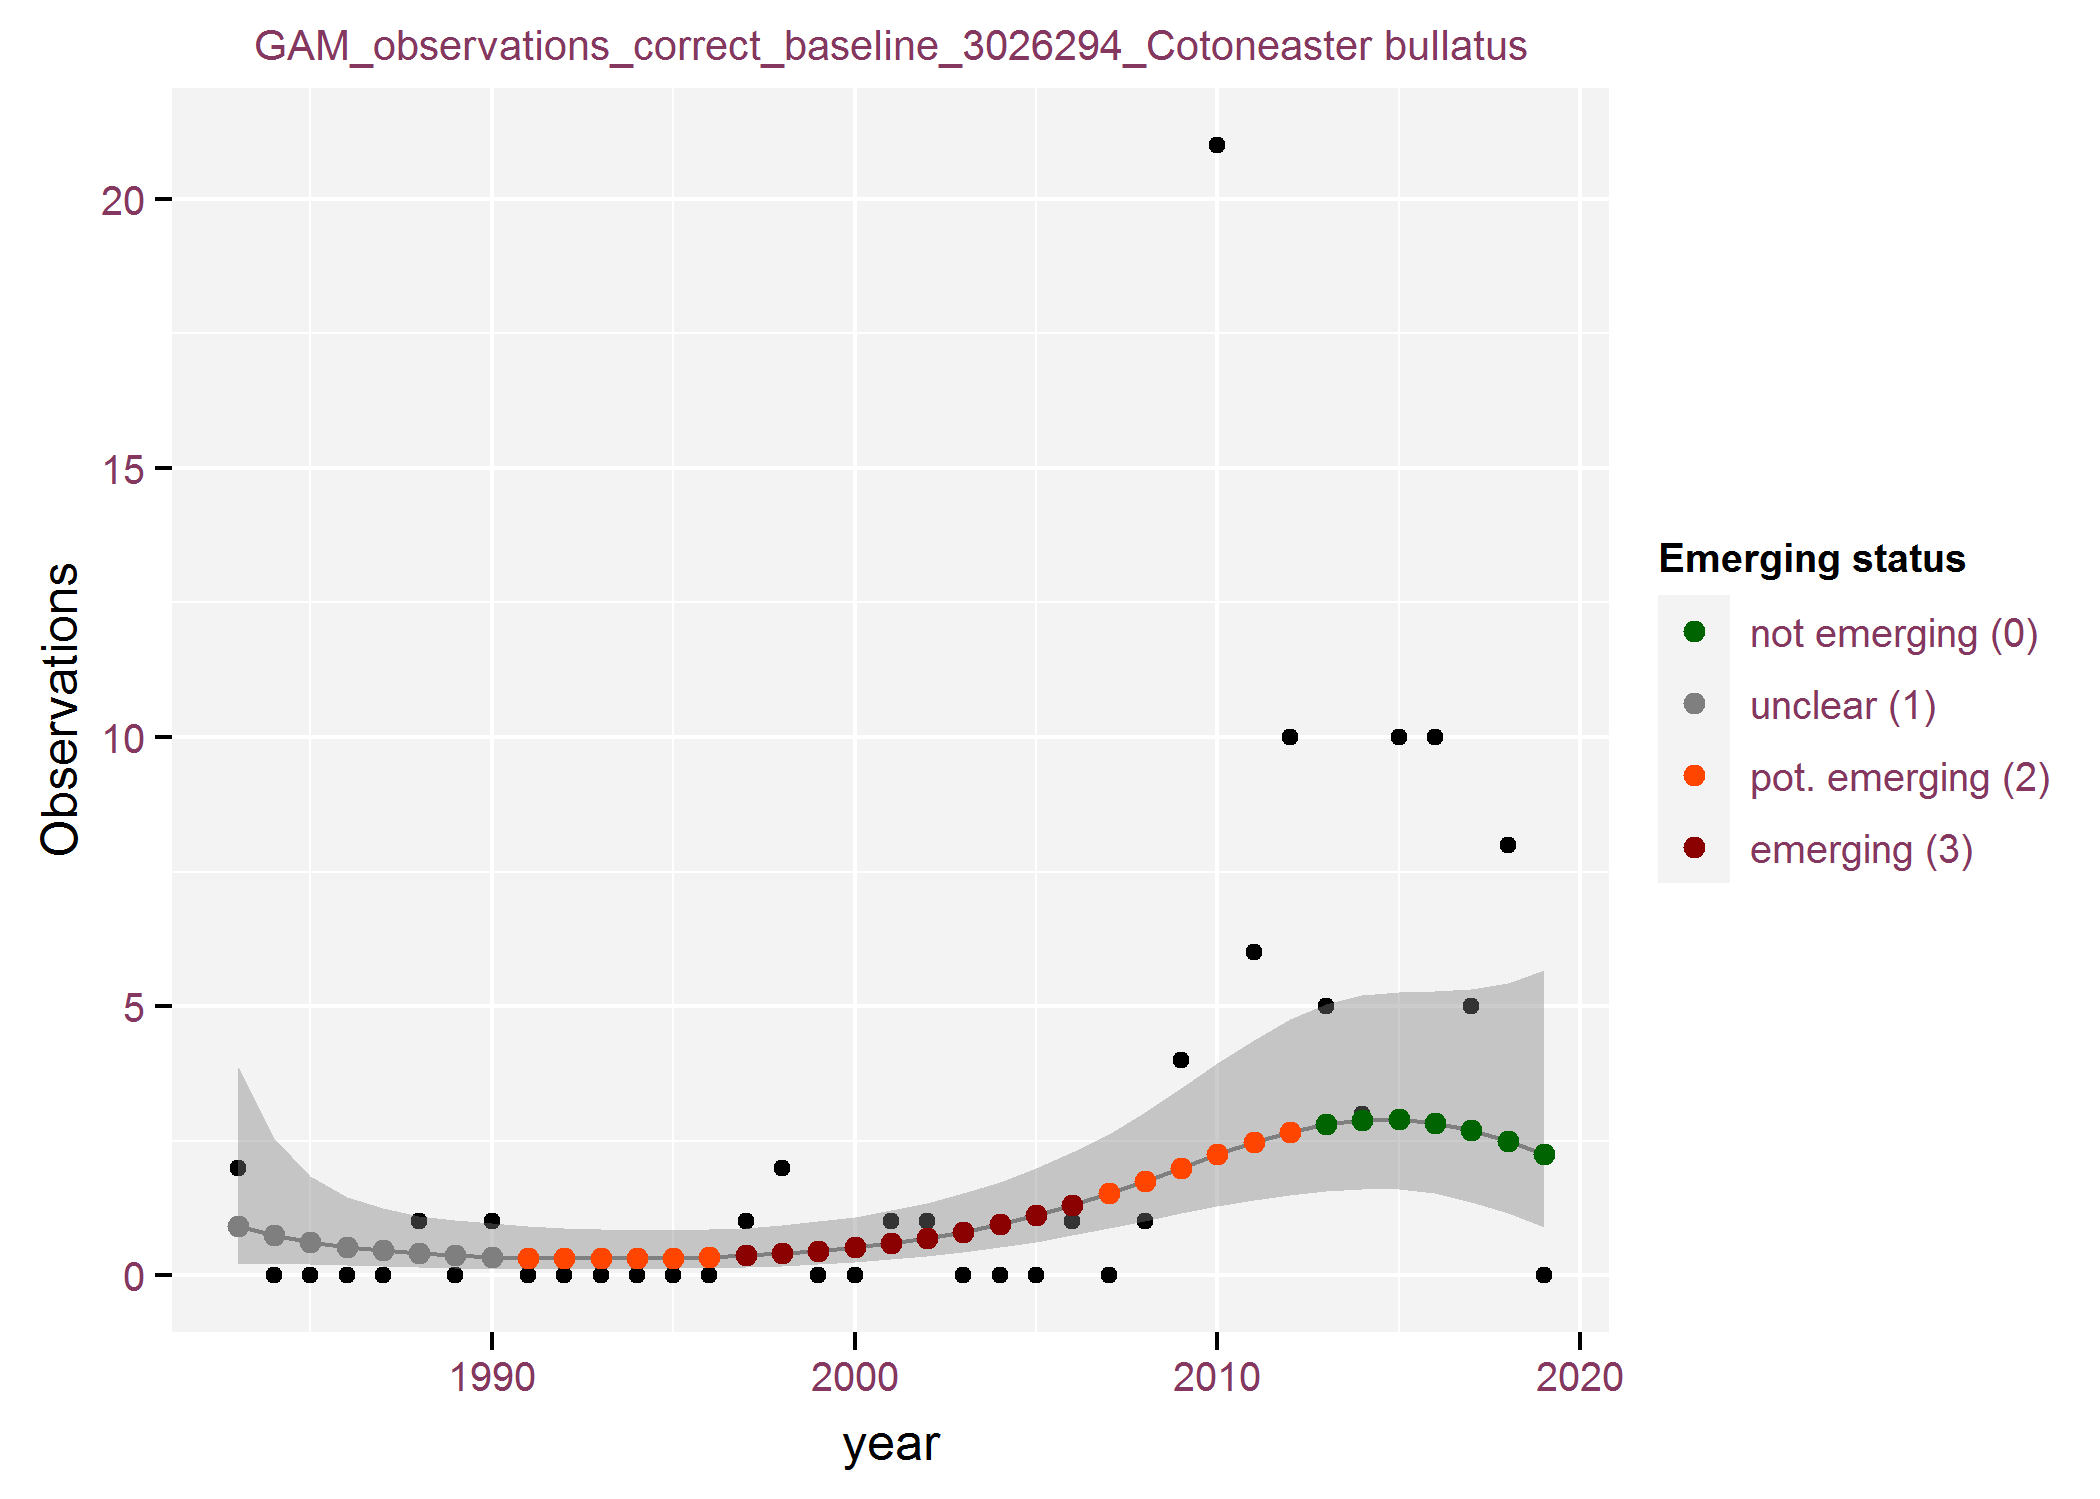 GAM_observations_correct_baseline_3026294_Cotoneaster bullatus
20
15
10
5
0
Observations
1990 2000 2010 2020
year
Emerging status
not emerging (0)
unclear (1)
pot. emerging (2)
emerging (3)